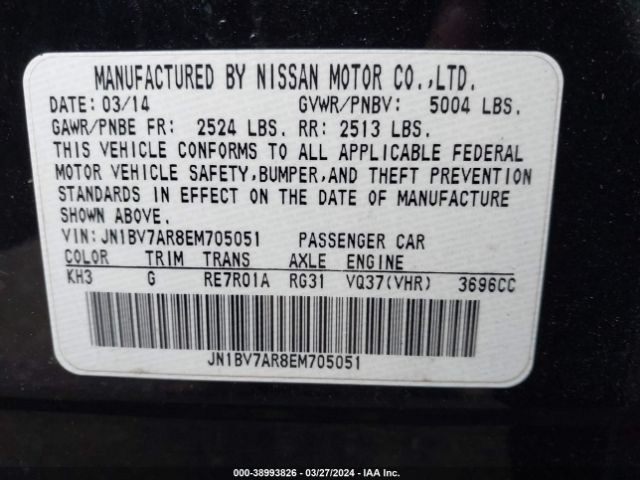 MANUFACTURED BY NISSAN MOTOR CO.,LTD.
DATE: 03/14 GVWR/PNBV: 5004 LBS.
GAWR/PNBE FR: 2524 LBS. RR: 2513 LBS.
THIS VEHICLE CONFORMS TO ALL APPLICABLE FEDERAL
MOTOR VEHICLE SAFETY,BUMPER,AND THEFT PREVENTION
STANDARDS IN EFFECT ON THE DATE OF MANUFACTURE
SHOWN ABOVE.
VIN:JN1BV7AR8EM705051 PASSENGER CAR
COLOR TRIM TRANS AXLE ENGINE
KH3 G RE7R01A RG31 VQ37(VHR) 3696CC
JN1BV7AR8EM705051
000-38993826 — 03/27/2024 — IAA Inc.